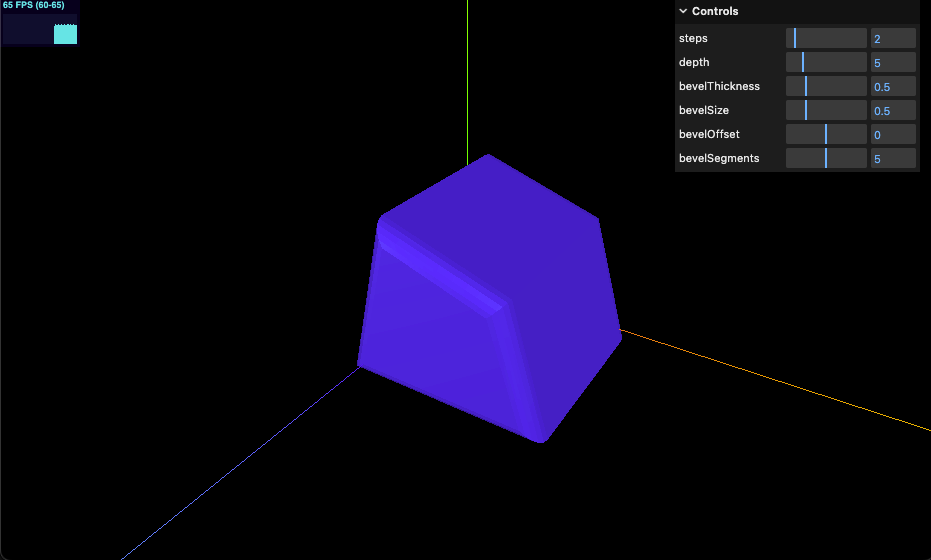 65 FPS (60-65)
Controls
steps 2
depth 5
bevelThickness 0.5
bevelSize 0.5
bevelOffset 0
bevelSegments 5